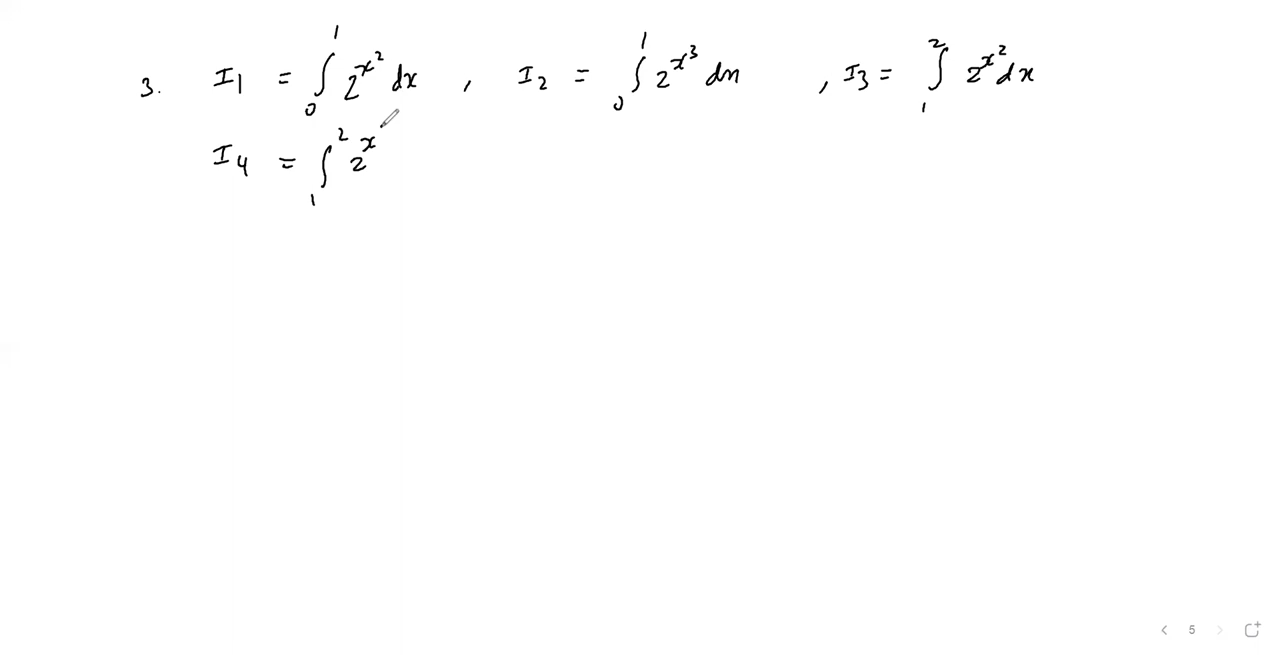 3. I₁ = ∫₀¹ 2^{x²} dx , I₂ = ∫₀¹ 2^{x³} dx , I₃ = ∫₁² 2^{x²} dx
I₄ = ∫₁² 2^x
5